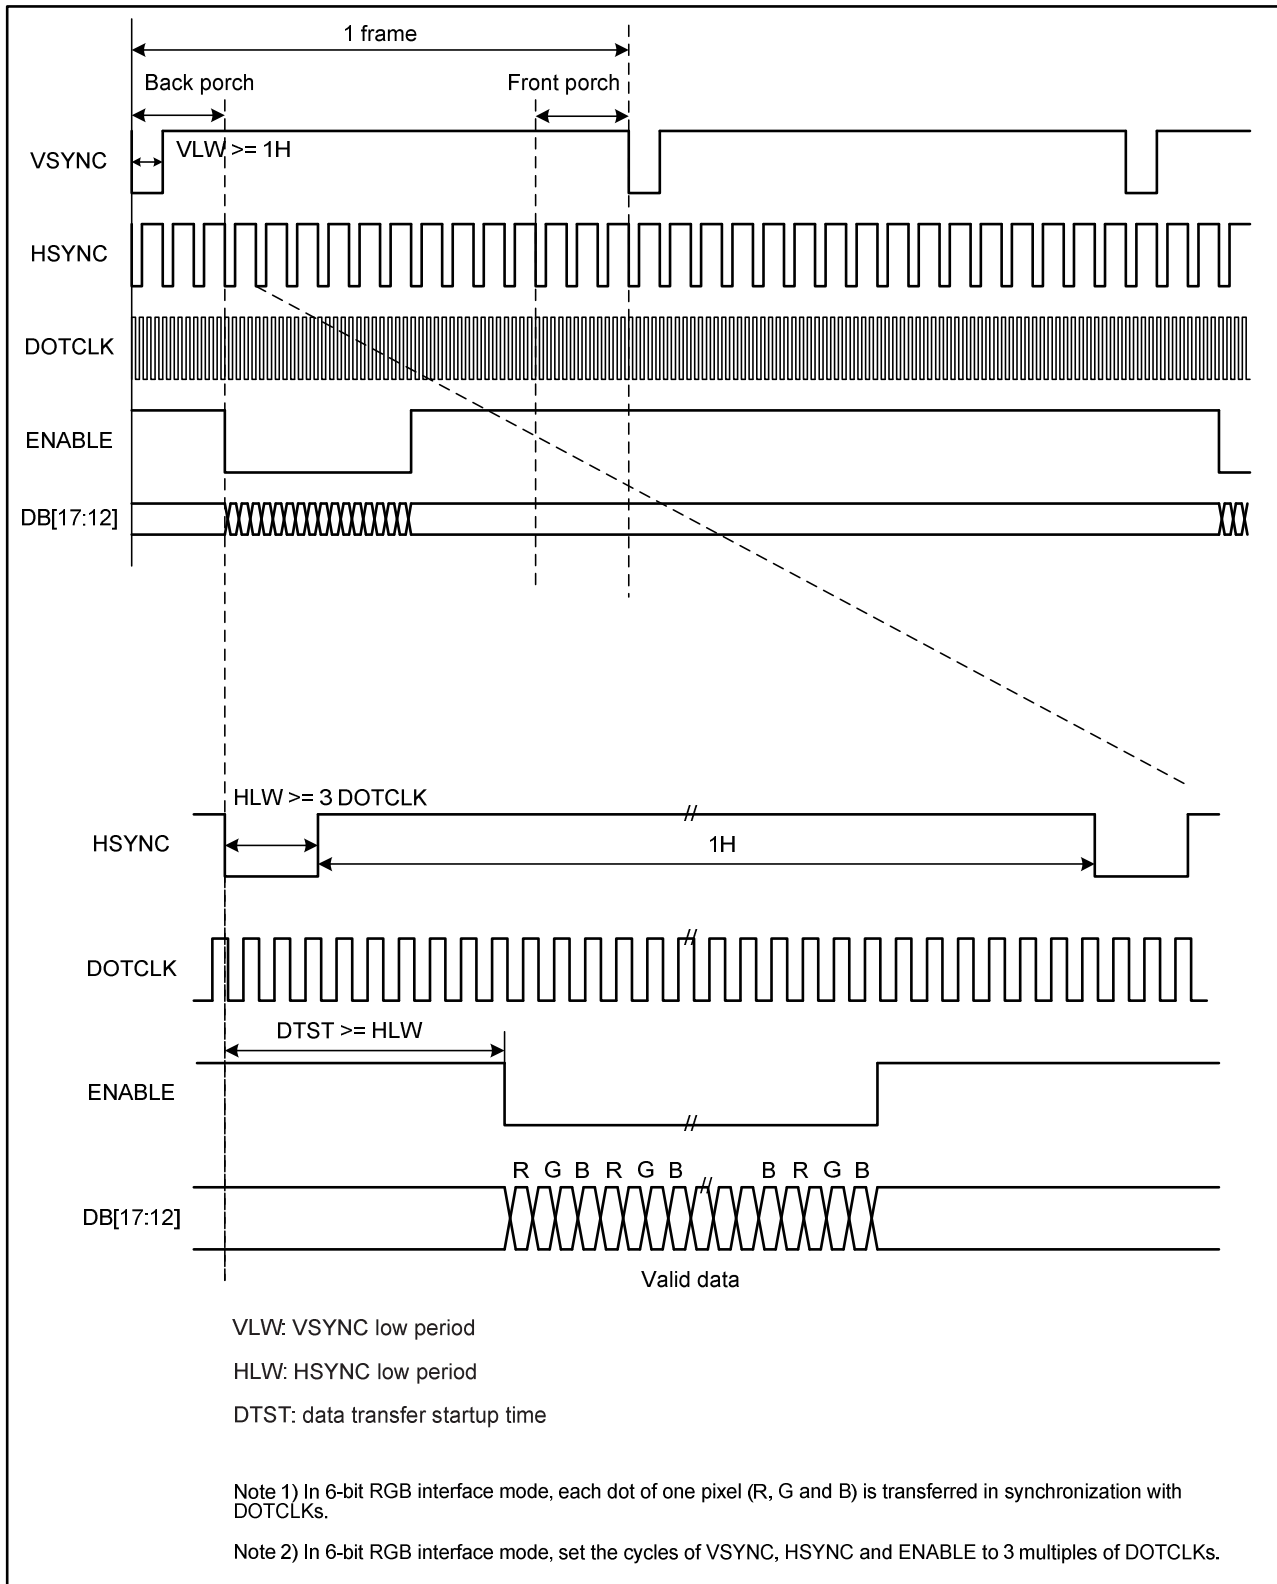 1 frame
Back porch
Front porch
VLW >= 1H
VSYNC
HSYNC
DOTCLK
ENABLE
DB[17:12]
HLW >= 3 DOTCLK
//
HSYNC
1H
//
DOTCLK
DTST >= HLW
ENABLE
//
R G B R G B // B R G B
DB[17:12]
Valid data
VLW: VSYNC low period
HLW: HSYNC low period
DTST: data transfer startup time
Note 1) In 6-bit RGB interface mode, each dot of one pixel (R, G and B) is transferred in synchronization with
DOTCLKs.
Note 2) In 6-bit RGB interface mode, set the cycles of VSYNC, HSYNC and ENABLE to 3 multiples of DOTCLKs.